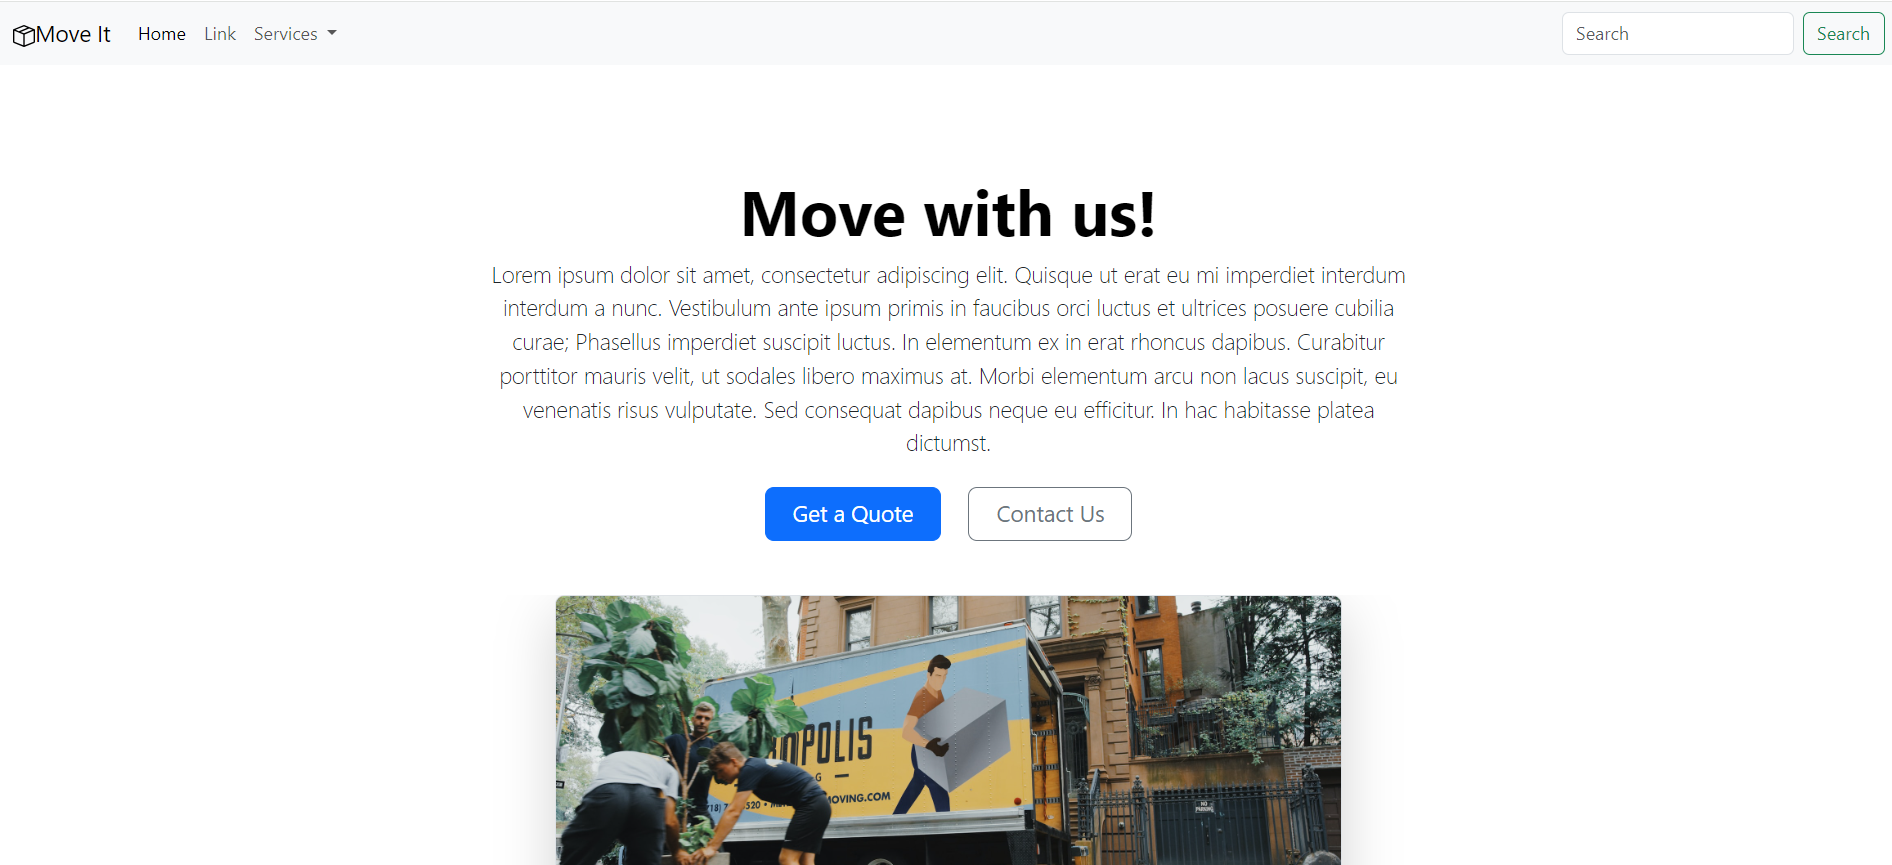 Move It Home Link Services Search Search
Move with us!
Lorem ipsum dolor sit amet, consectetur adipiscing elit. Quisque ut erat eu mi imperdiet interdum
interdum a nunc. Vestibulum ante ipsum primis in faucibus orci luctus et ultrices posuere cubilia
curae; Phasellus imperdiet suscipit luctus. In elementum ex in erat rhoncus dapibus. Curabitur
porttitor mauris velit, ut sodales libero maximus at. Morbi elementum arcu non lacus suscipit, eu
venenatis risus vulputate. Sed consequat dapibus neque eu efficitur. In hac habitasse platea
dictumst.
Get a Quote Contact Us
POLIS
G
MOVING.COM
NO
PARKING